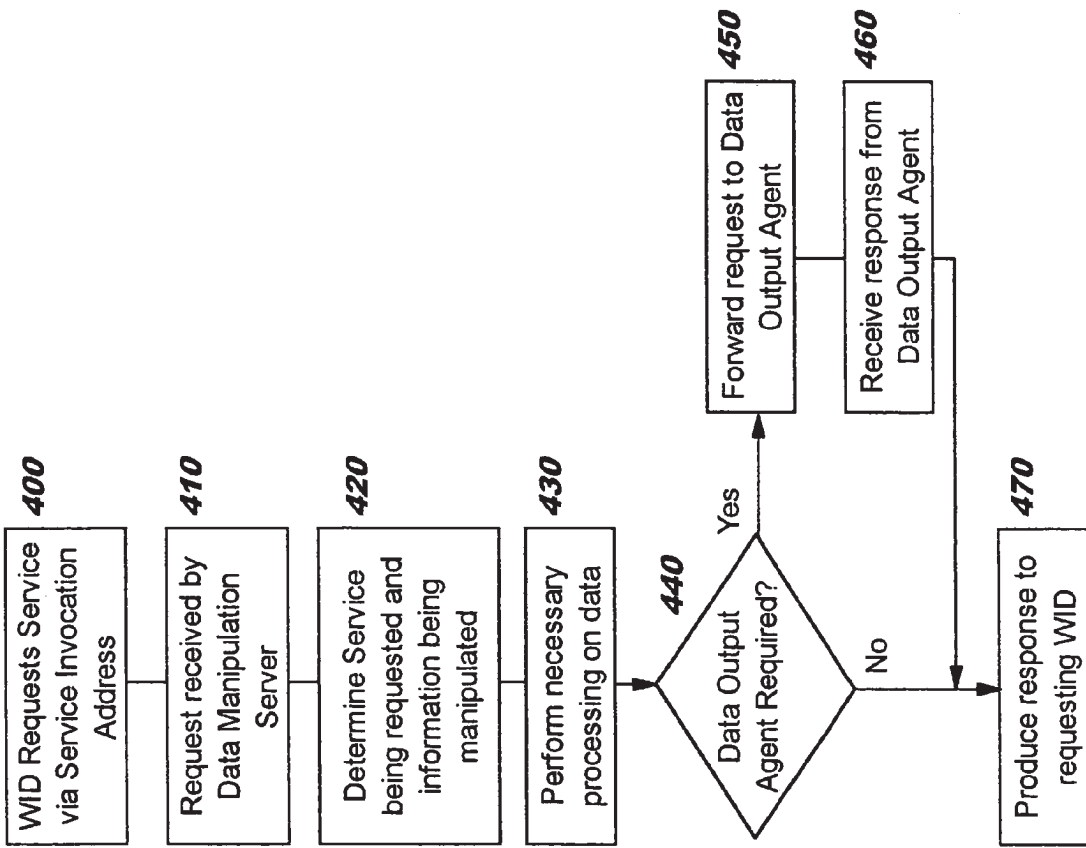 400
WID Requests Service
via Service Invocation
Address
410
Request received by
Data Manipulation
Server
420
Determine Service
being requested and
information being
manipulated
430
Perform necessary
processing on data
440
Data Output
Agent Required?
Yes
No
450
Forward request to Data
Output Agent
460
Receive response from
Data Output Agent
470
Produce response to
requesting WID